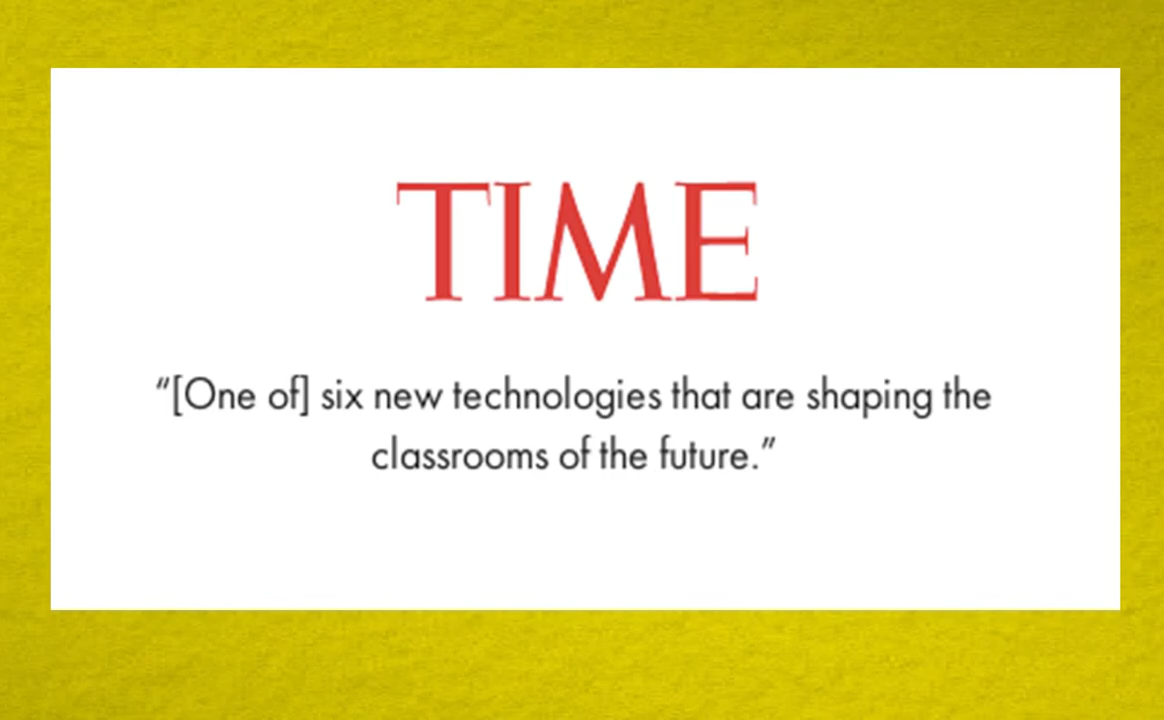 TIME
“[One of] six new technologies that are shaping the
classrooms of the future.”